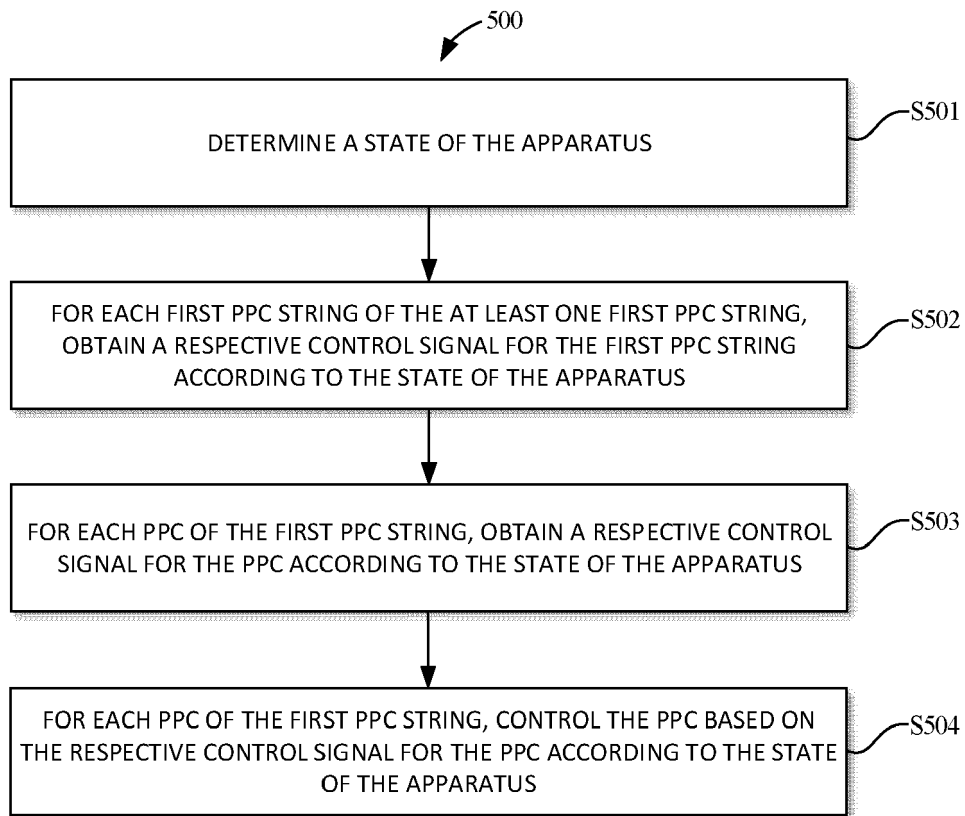 500
DETERMINE A STATE OF THE APPARATUS
S501
FOR EACH FIRST PPC STRING OF THE AT LEAST ONE FIRST PPC STRING,
OBTAIN A RESPECTIVE CONTROL SIGNAL FOR THE FIRST PPC STRING
ACCORDING TO THE STATE OF THE APPARATUS
S502
FOR EACH PPC OF THE FIRST PPC STRING, OBTAIN A RESPECTIVE CONTROL
SIGNAL FOR THE PPC ACCORDING TO THE STATE OF THE APPARATUS
S503
FOR EACH PPC OF THE FIRST PPC STRING, CONTROL THE PPC BASED ON
THE RESPECTIVE CONTROL SIGNAL FOR THE PPC ACCORDING TO THE STATE
OF THE APPARATUS
S504